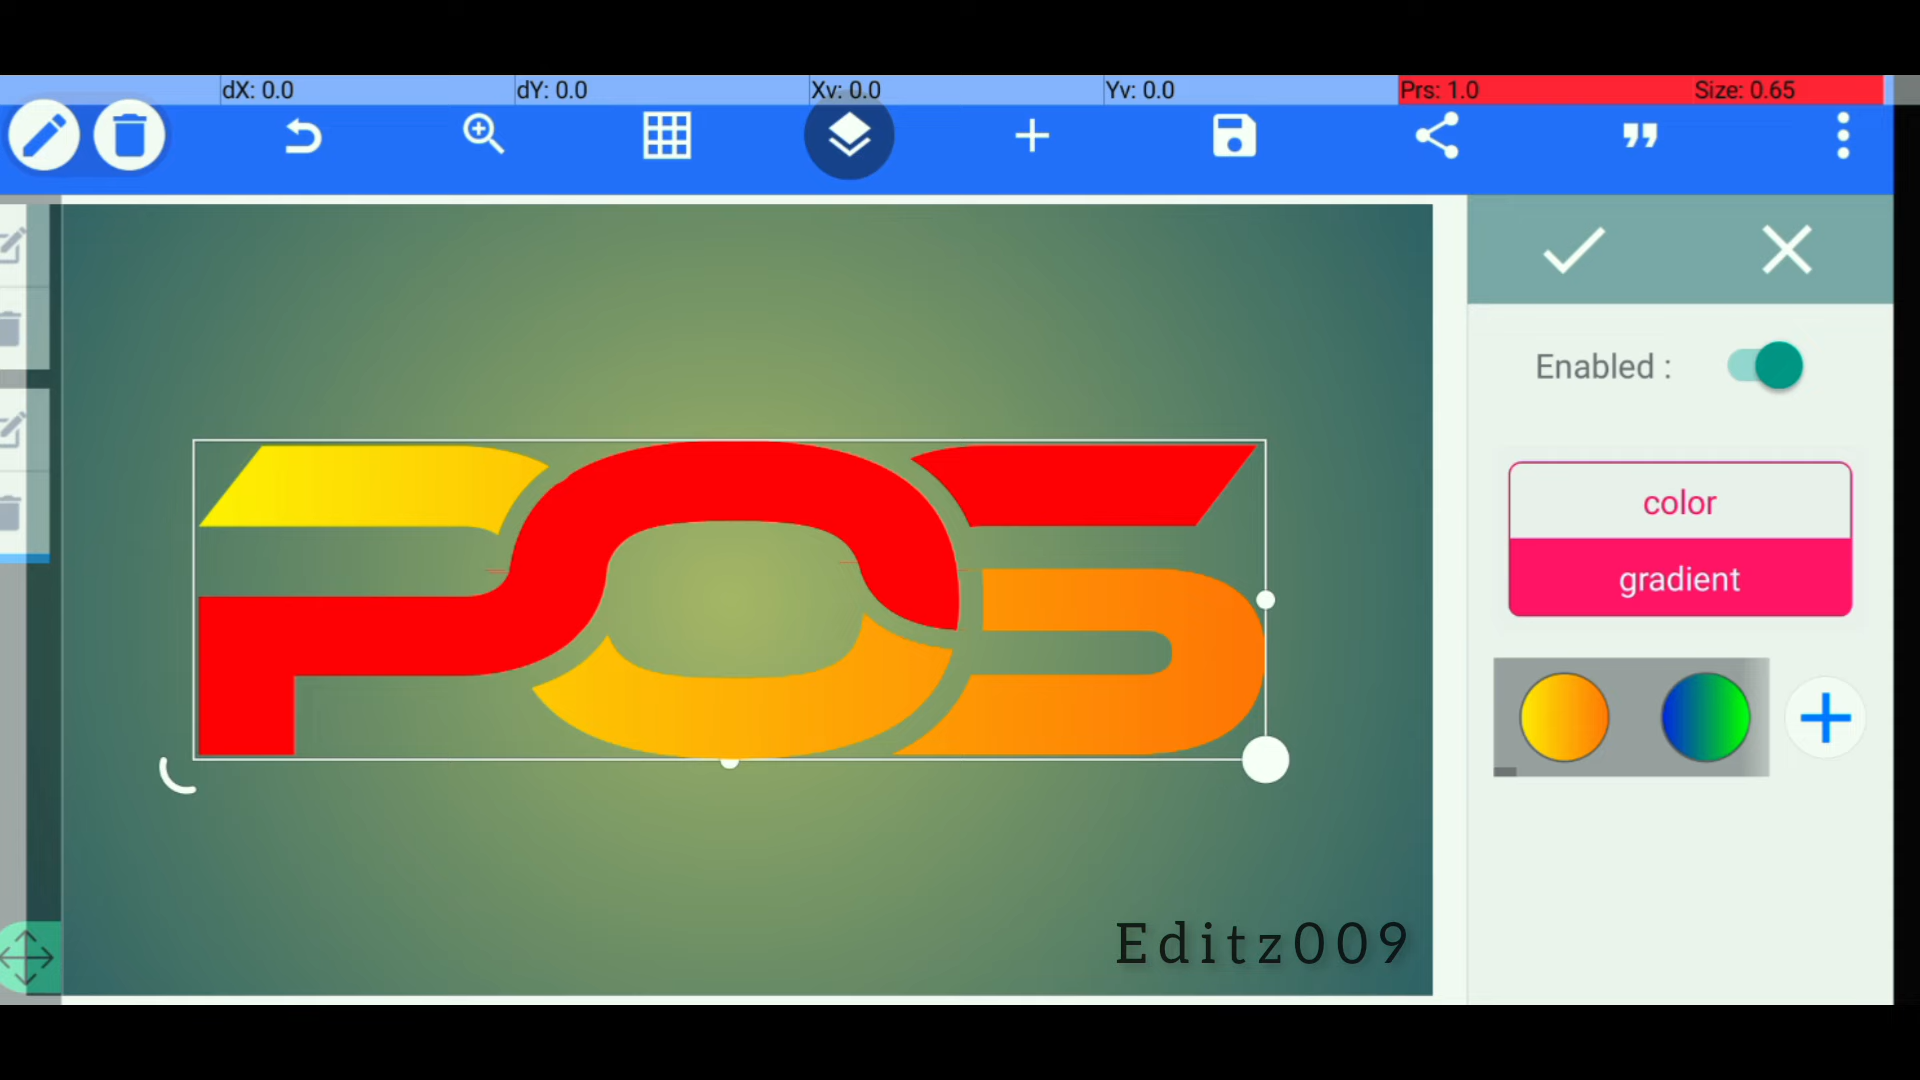 dX: 0.0 dY: 0.0 Xv: 0.0 Yv: 0.0 Prs: 1.0 Size: 0.65
Enabled :
color
gradient
POS
Editz009